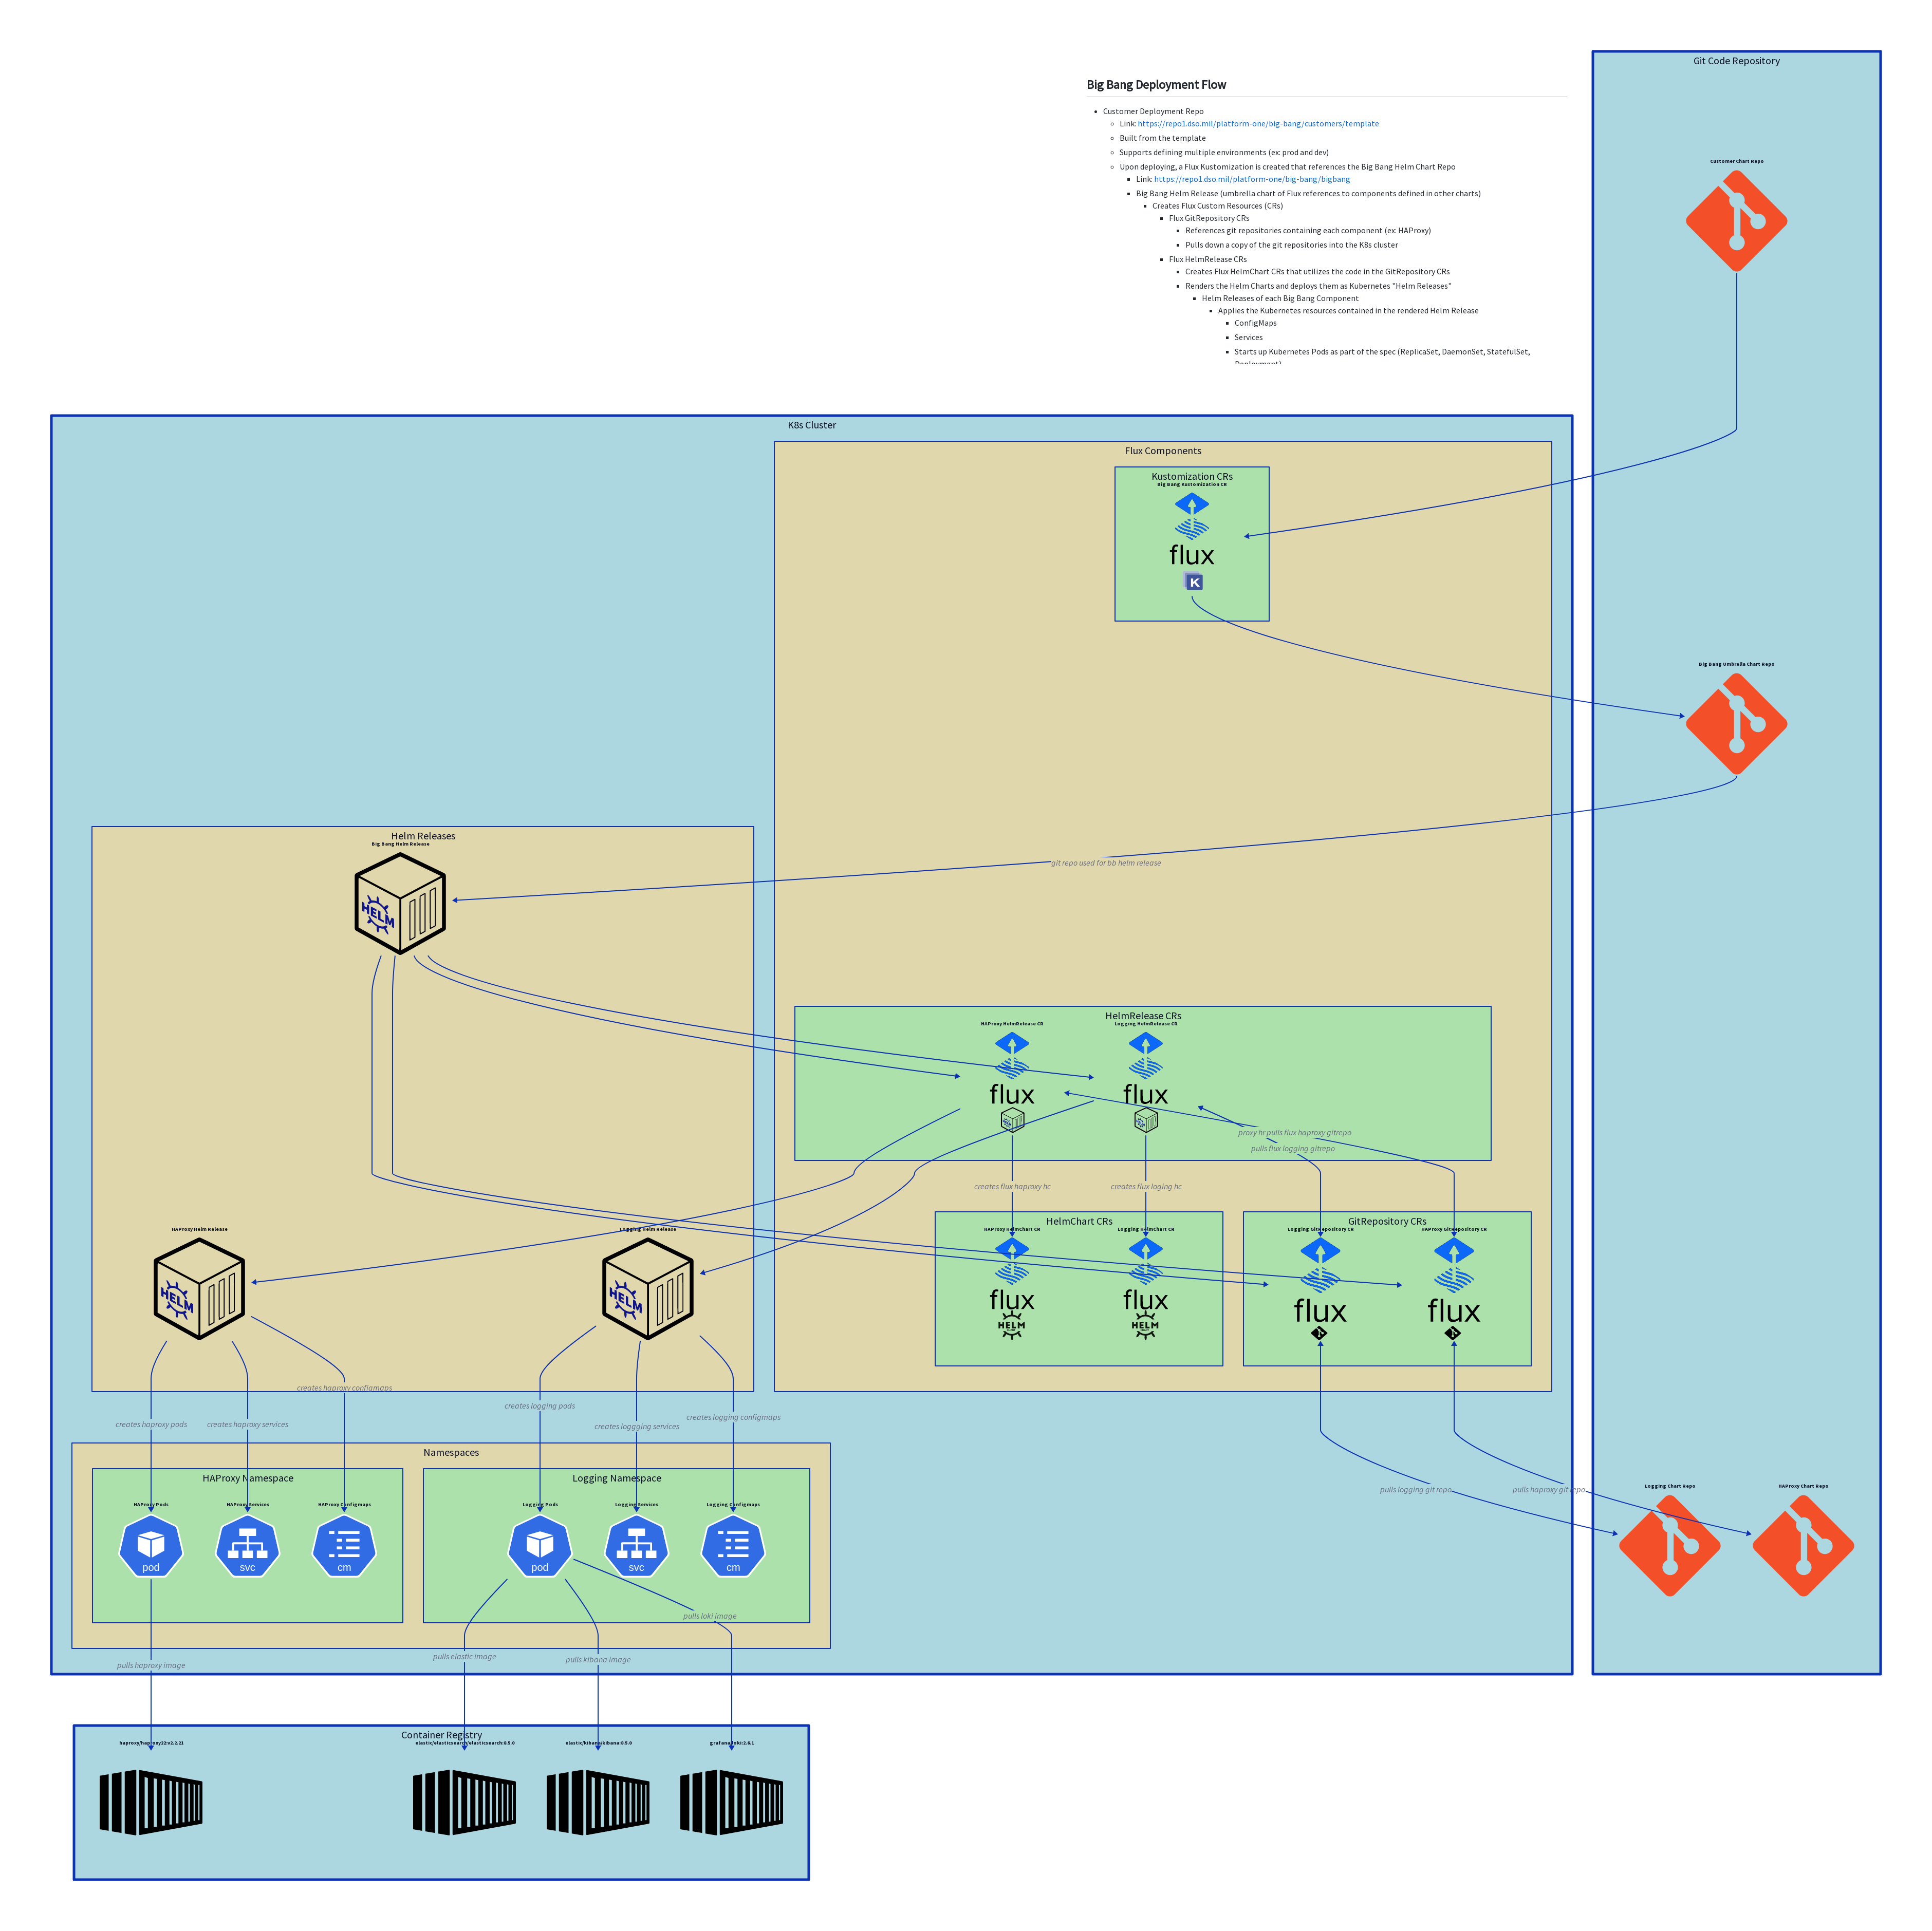 Git Code Repository
Big Bang Deployment Flow
Customer Deployment Repo
Link: https://repo1.dso.mil/platform-one/big-bang/customers/template
Built from the template
Supports defining multiple environments (ex: prod and dev)
Upon deploying, a Flux Kustomization is created that references the Big Bang Helm Chart Repo
Link: https://repo1.dso.mil/platform-one/big-bang/bigbang
Big Bang Helm Release (umbrella chart of Flux references to components defined in other charts)
Creates Flux Custom Resources (CRs)
Flux GitRepository CRs
References git repositories containing each component (ex: HAProxy)
Pulls down a copy of the git repositories into the K8s cluster
Flux HelmRelease CRs
Creates Flux HelmChart CRs that utilizes the code in the GitRepository CRs
Renders the Helm Charts and deploys them as Kubernetes "Helm Releases"
Helm Releases of each Big Bang Component
Applies the Kubernetes resources contained in the rendered Helm Release
ConfigMaps
Services
Starts up Kubernetes Pods as part of the spec (ReplicaSet, DaemonSet, StatefulSet,
Deployment)
Customer Chart Repo
K8s Cluster
Flux Components
Kustomization CRs
Big Bang Kustomization CR
flux
K
Big Bang Umbrella Chart Repo
Helm Releases
Big Bang Helm Release
HELM
git repo used for bb helm release
HelmRelease CRs
HAProxy HelmRelease CR
Logging HelmRelease CR
flux
flux
proxy hr pulls flux haproxy gitrepo
pulls flux logging gitrepo
creates flux haproxy hc
creates flux loging hc
HelmChart CRs
HAProxy HelmChart CR
Logging HelmChart CR
flux
HELM
flux
HELM
GitRepository CRs
Logging GitRepository CR
HAProxy GitRepository CR
flux
flux
HAProxy Helm Release
HELM
Logging Helm Release
HELM
creates haproxy pods
creates haproxy services
creates haproxy configmaps
creates logging pods
creates loggging services
creates logging configmaps
Namespaces
HAProxy Namespace
HAProxy Pods
HAProxy Services
HAProxy Configmaps
pod
svc
cm
Logging Namespace
Logging Pods
Logging Services
Logging Configmaps
pod
svc
cm
pulls logging git repo
pulls haproxy git repo
Logging Chart Repo
HAProxy Chart Repo
pulls haproxy image
pulls elastic image
pulls kibana image
pulls loki image
Container Registry
haproxy/haproxy22:v2.2.21
elastic/elasticsearch/elasticsearch:8.5.0
elastic/kibana/kibana:8.5.0
grafana/loki:2.6.1